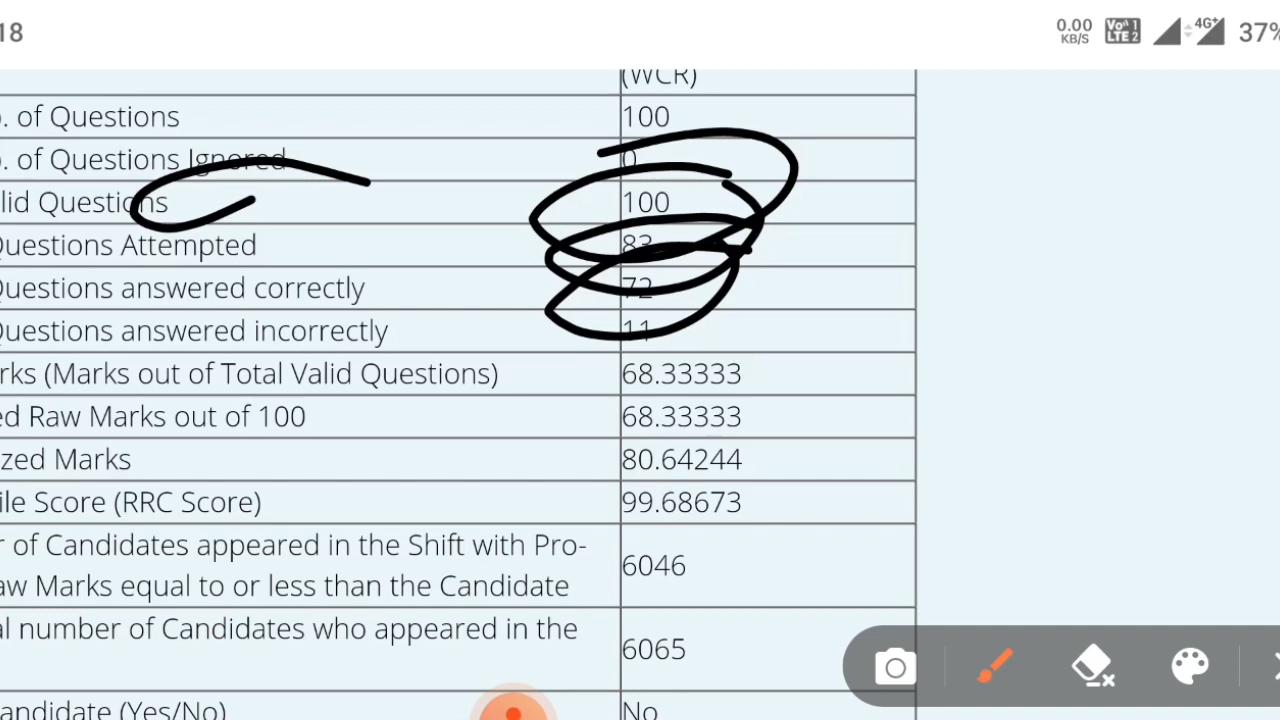 18 0.00 KB/S Vo 1 LTE 2 4G+ 37%
(WCR)
. of Questions 100
. of Questions Ignored 0
lid Questions 100
Questions Attempted 83
Questions answered correctly 72
Questions answered incorrectly 11
rks (Marks out of Total Valid Questions) 68.33333
ed Raw Marks out of 100 68.33333
zed Marks 80.64244
ile Score (RRC Score) 99.68673
r of Candidates appeared in the Shift with Pro-
aw Marks equal to or less than the Candidate 6046
al number of Candidates who appeared in the 6065
andidate (Yes/No) No